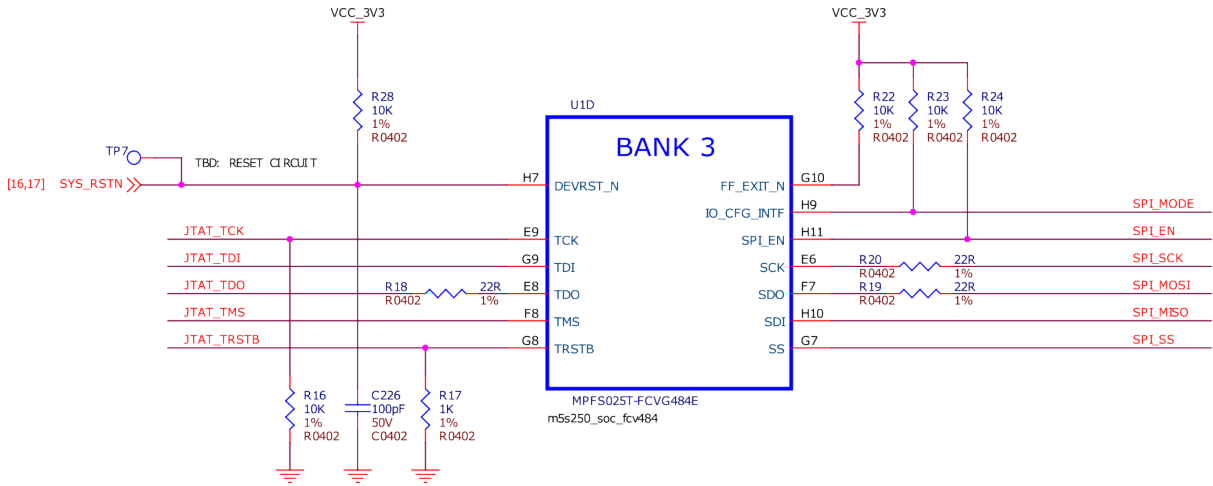 VCC_3V3
VCC_3V3
R28
10K
1%
R0402
U1D
R22
10K
1%
R0402
R23
10K
1%
R0402
R24
10K
1%
R0402
BANK 3
TP7
TBD: RESET CIRCUIT
[16,17] SYS_RSTN
H7 DEVRST_N
FF_EXIT_N G10
IO_CFG_INTF H9 SPI_MODE
JTAT_TCK E9 TCK
SPI_EN H11 SPI_EN
JTAT_TDI G9 TDI
SCK E6 R20 22R SPI_SCK
R0402 1%
JTAT_TDO R18 22R E8 TDO
R0402 1%
SDO F7 R19 22R SPI_MOSI
R0402 1%
JTAT_TMS F8 TMS
SDI H10 SPI_MISO
JTAT_TRSTB G8 TRSTB
SS G7 SPI_SS
R16
10K
1%
R0402
C226
100pF
50V
C0402
R17
1K
1%
R0402
MPFS025T-FCVG484E
m5s250_soc_fcv484